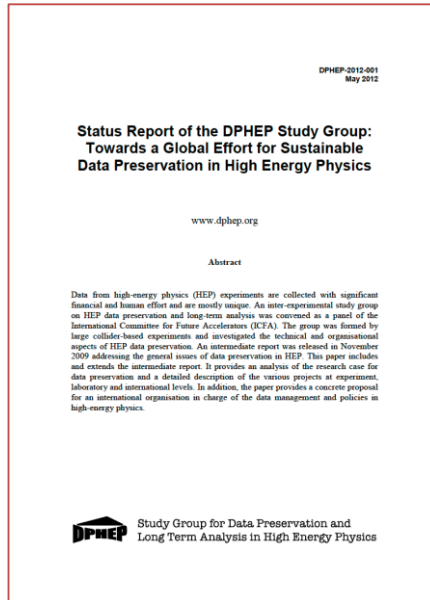 DPHEP-2012-001
May 2012
Status Report of the DPHEP Study Group:
Towards a Global Effort for Sustainable
Data Preservation in High Energy Physics
www.dphep.org
Abstract
Data from high-energy physics (HEP) experiments are collected with significant
financial and human effort and are mostly unique. An inter-experimental study group
on HEP data preservation and long-term analysis was convened as a panel of the
International Committee for Future Accelerators (ICFA). The group was formed by
large collider-based experiments and investigated the technical and organisational
aspects of HEP data preservation. An intermediate report was released in November
2009 addressing the general issues of data preservation in HEP. This paper includes
and extends the intermediate report. It provides an analysis of the research case for
data preservation and a detailed description of the various projects at experiment,
laboratory and international levels. In addition, the paper provides a concrete proposal
for an international organisation in charge of the data management and policies in
high-energy physics.
DPHEP
Study Group for Data Preservation and
Long Term Analysis in High Energy Physics